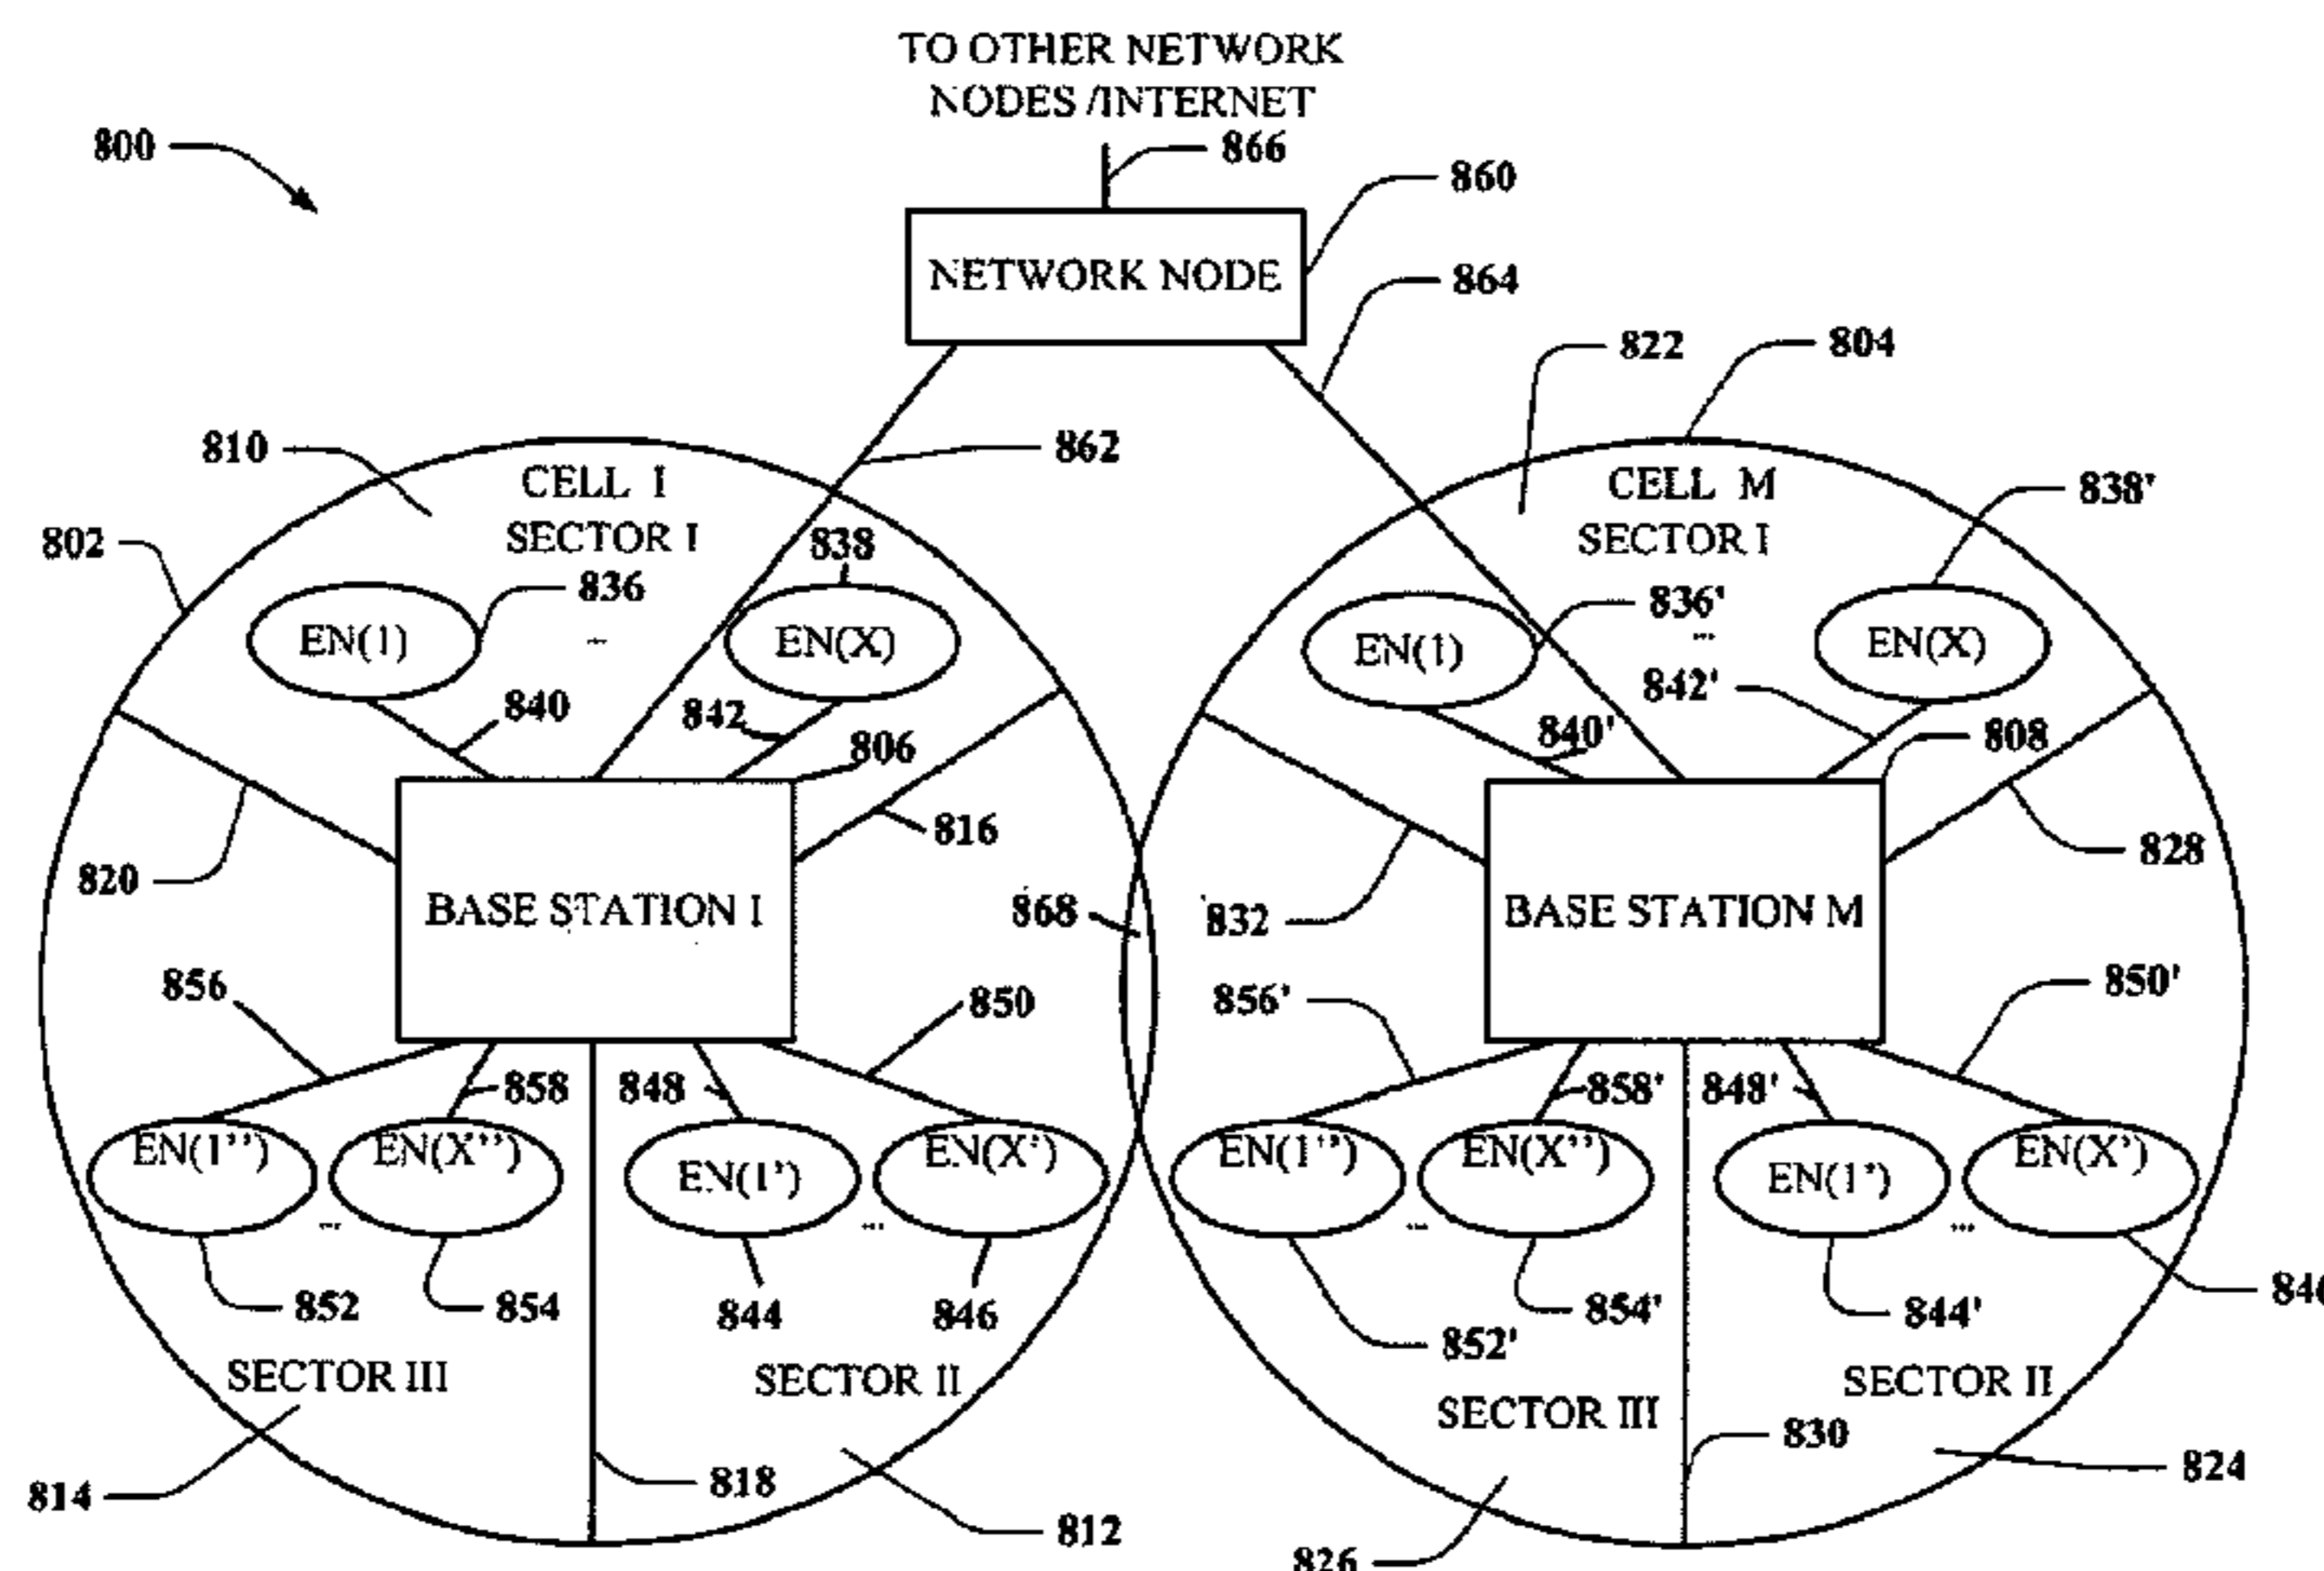 TO OTHER NETWORK
NODES /INTERNET
800
866
860
NETWORK NODE
864
822
804
810
862
CELL I
SECTOR I
CELL M
SECTOR I
838'
802
838
836
836'
EN(1)
...
EN(X)
EN(1)
...
EN(X)
842'
840
842
840'
806
808
816
828
820
BASE STATION I
868
832
BASE STATION M
856
850
856'
850'
858
848
858'
848'
EN(1'')
EN(X'')
EN(1')
EN(X')
EN(1'')
EN(X'')
EN(1')
EN(X')
...
...
...
...
852
854
844
846
852'
854'
844'
SECTOR III
SECTOR II
SECTOR III
SECTOR II
814
818
812
830
824
826